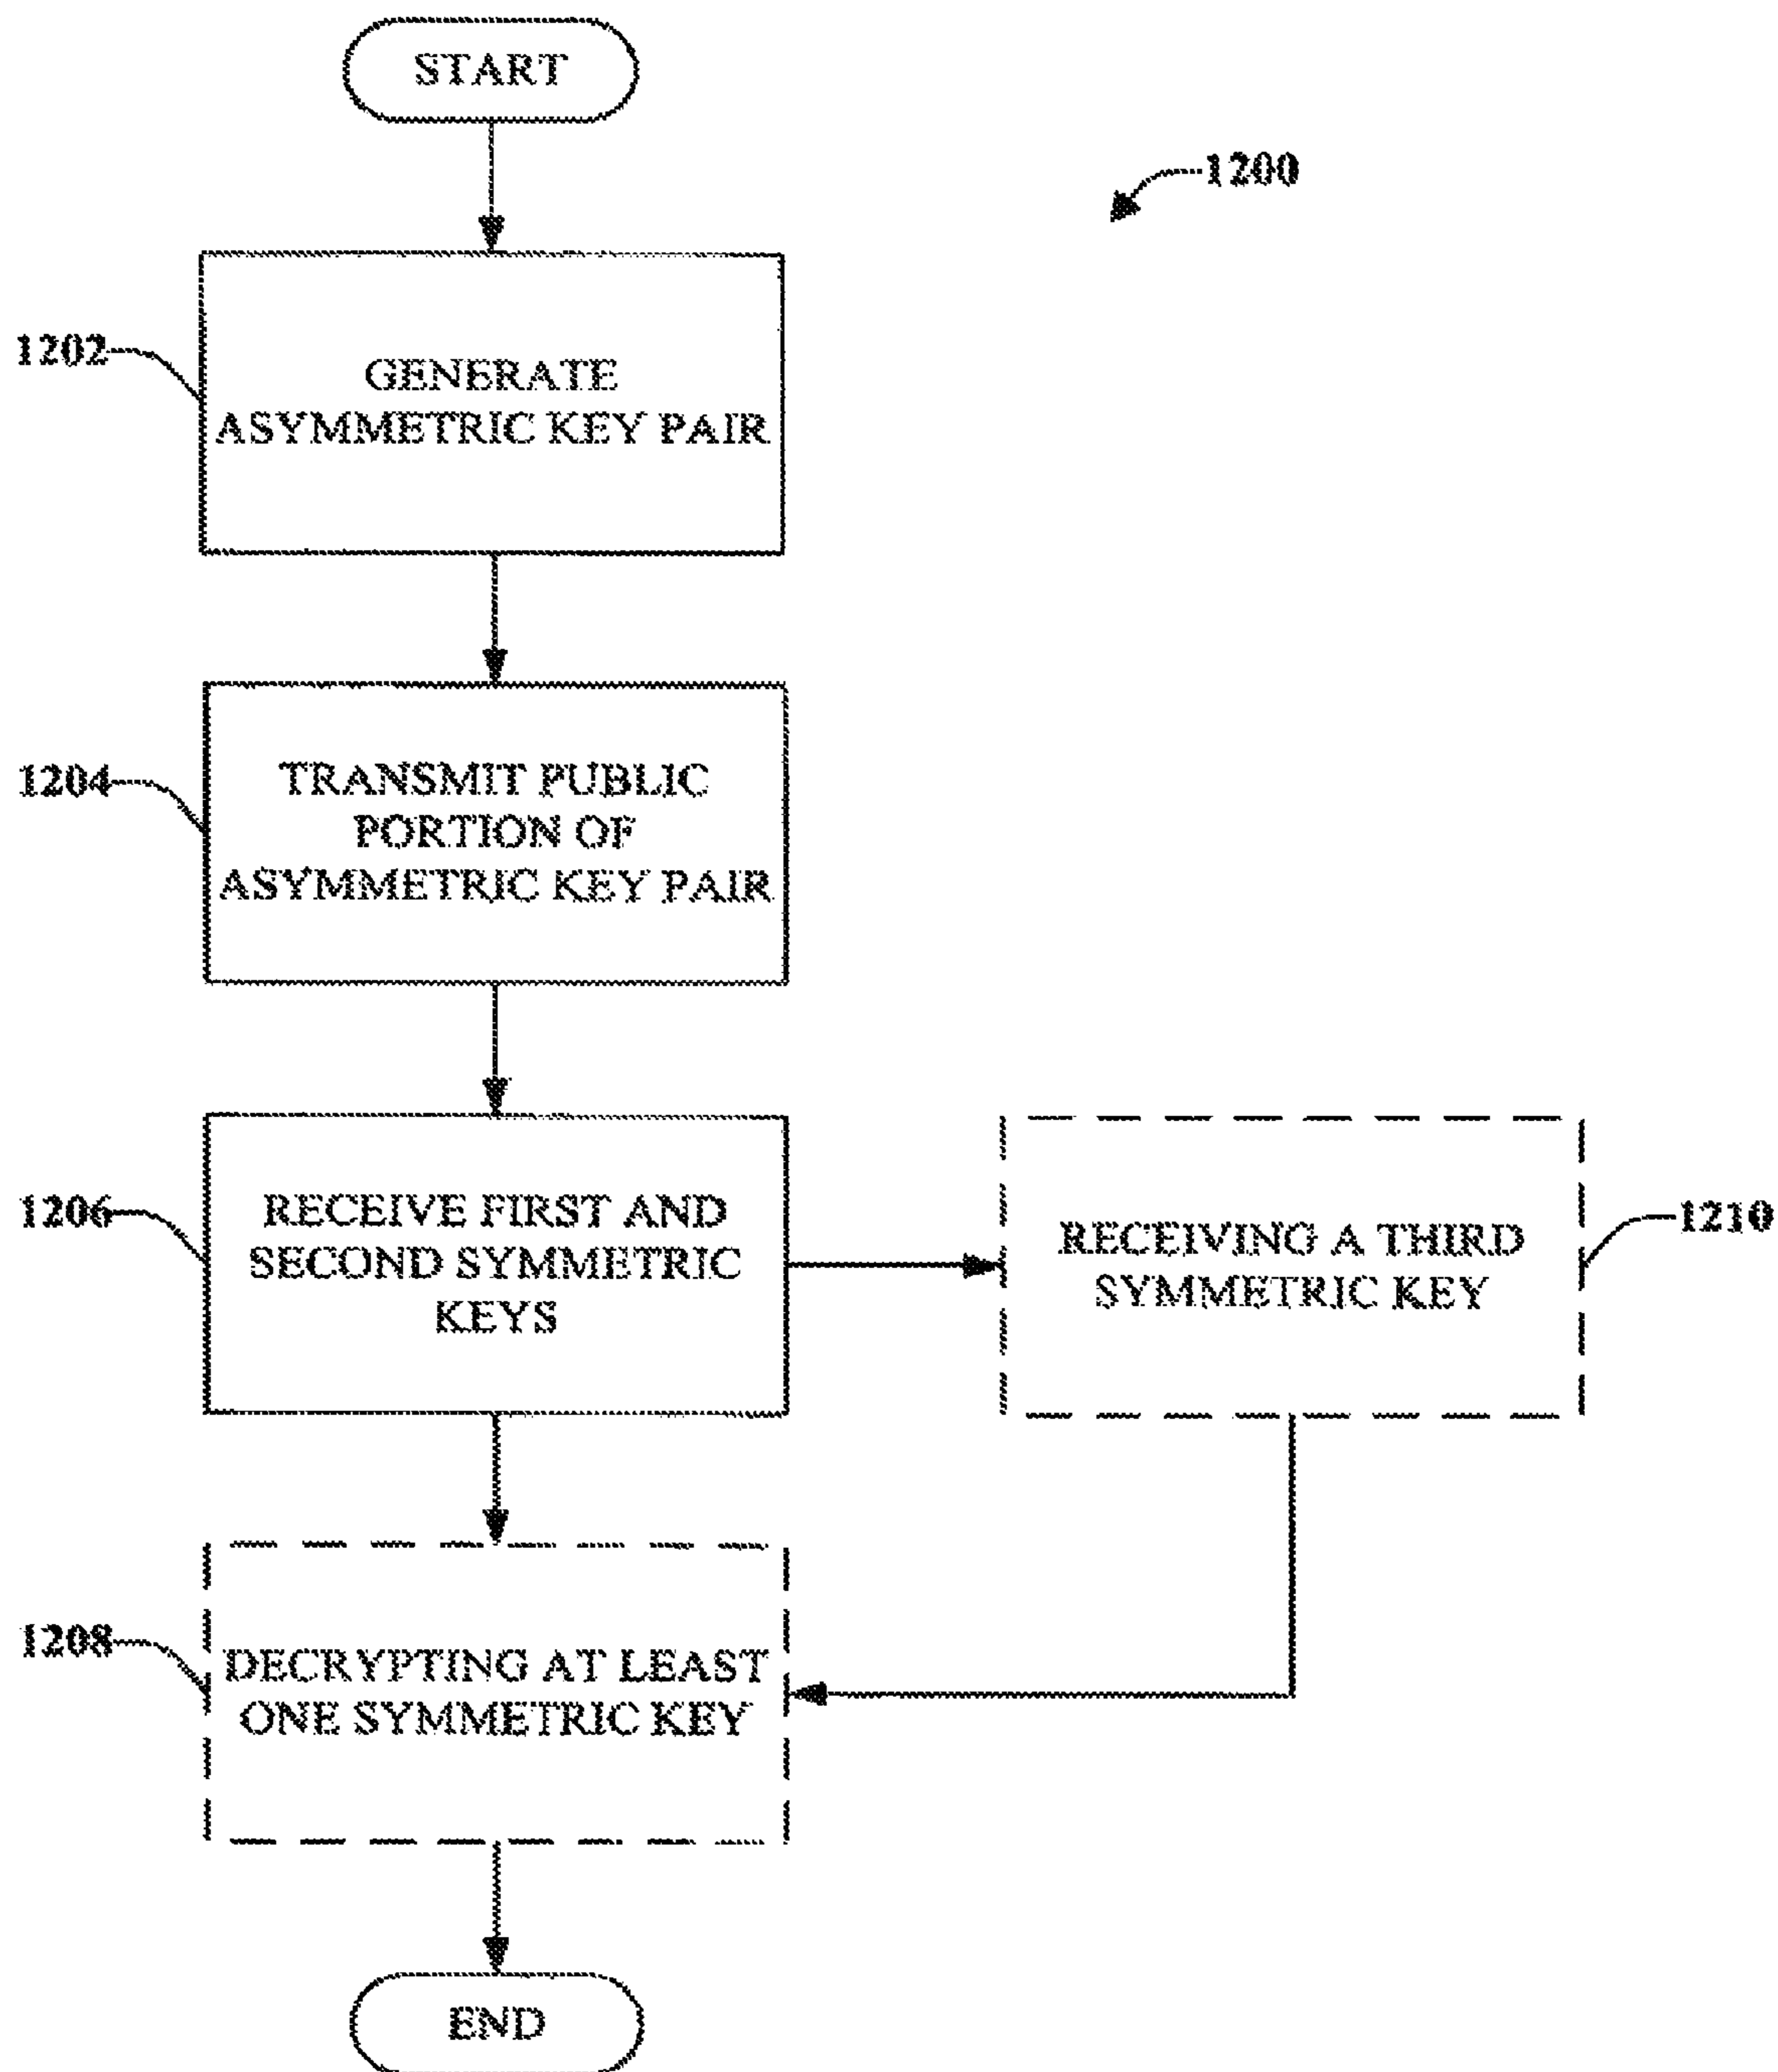 START
1200
1202
GENERATE
ASYMMETRIC KEY PAIR
1204
TRANSMIT PUBLIC
PORTION OF
ASYMMETRIC KEY PAIR
1206
RECEIVE FIRST AND
SECOND SYMMETRIC
KEYS
RECEIVING A THIRD
SYMMETRIC KEY
1210
1208
DECRYPTING AT LEAST
ONE SYMMETRIC KEY
END